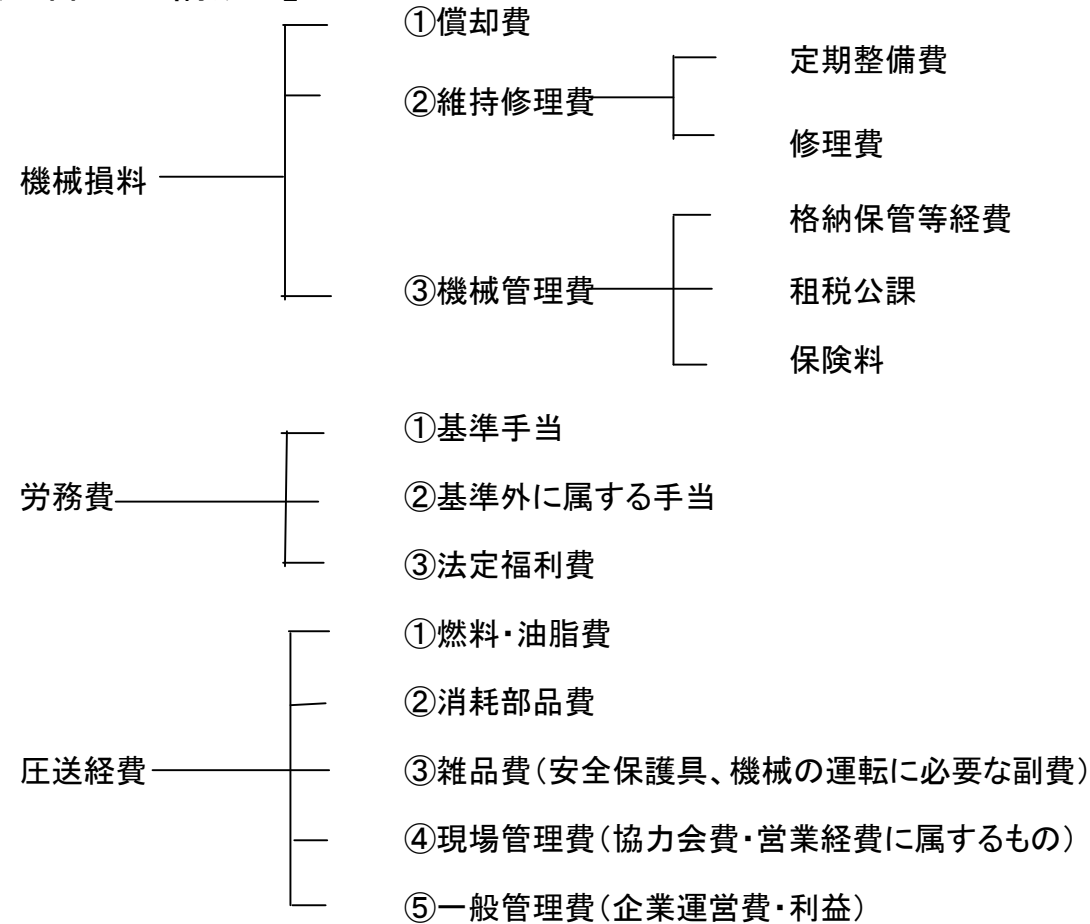 ①償却費
定期整備費
②維持修理費
修理費
機械損料
格納保管等経費
③機械管理費
租税公課
保険料
①基準手当
労務費
②基準外に属する手当
③法定福利費
①燃料・油脂費
②消耗部品費
圧送経費
③雑品費(安全保護具、機械の運転に必要な副費)
④現場管理費(協力会費・営業経費に属するもの)
⑤一般管理費(企業運営費・利益)